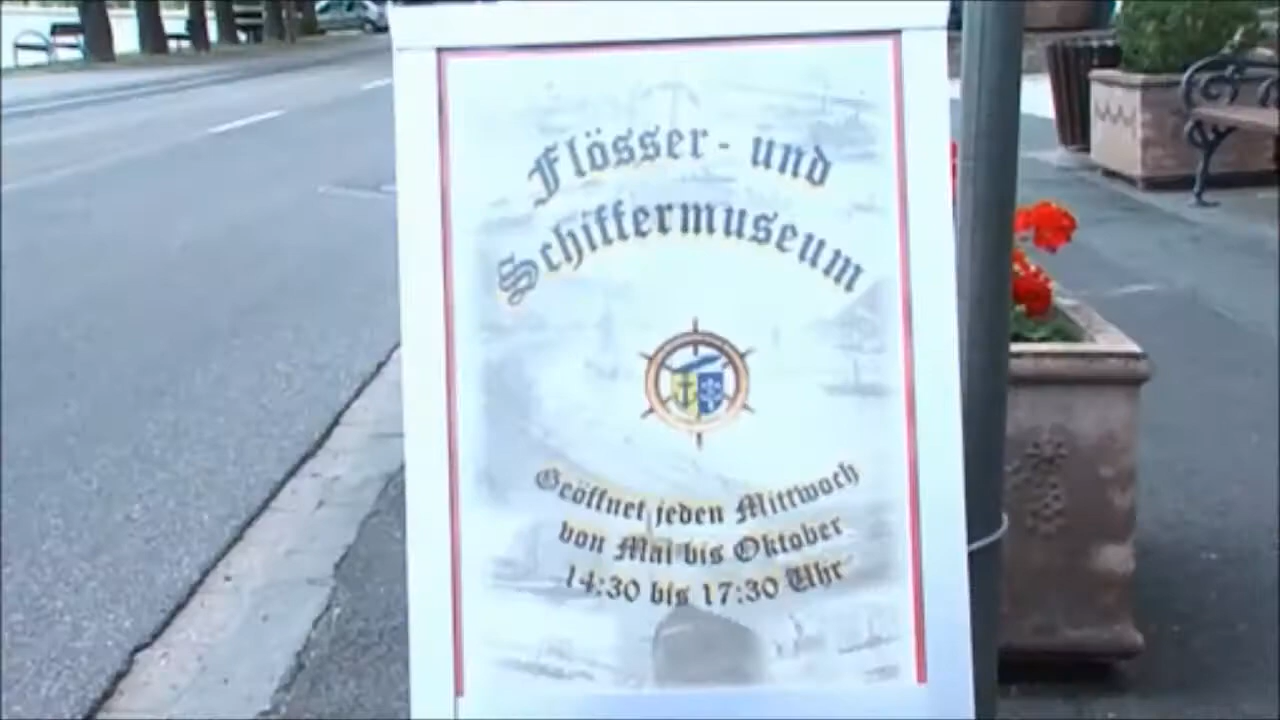 Flösser- und
Schiffermuseum
Geöffnet jeden Mittwoch
von Mai bis Oktober
14:30 bis 17:30 Uhr